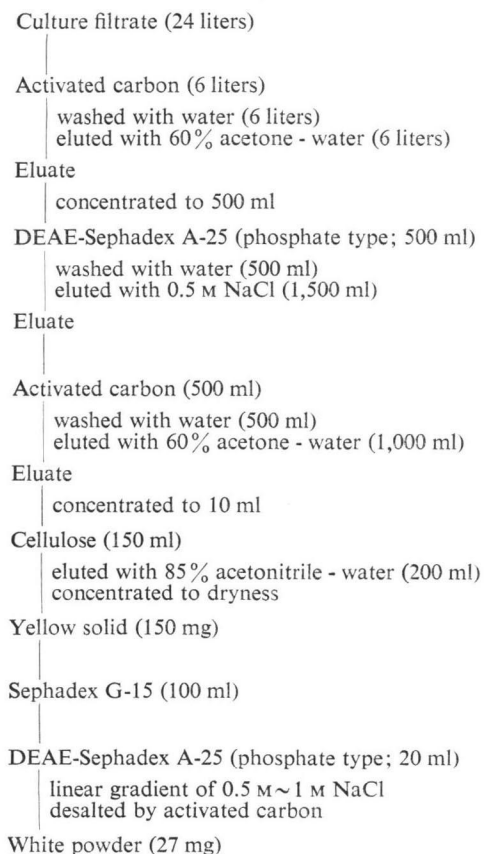 Culture filtrate (24 liters)
Activated carbon (6 liters)
washed with water (6 liters)
eluted with 60% acetone - water (6 liters)
Eluate
concentrated to 500 ml
DEAE-Sephadex A-25 (phosphate type; 500 ml)
washed with water (500 ml)
eluted with 0.5 M NaCl (1,500 ml)
Eluate
Activated carbon (500 ml)
washed with water (500 ml)
eluted with 60% acetone - water (1,000 ml)
Eluate
concentrated to 10 ml
Cellulose (150 ml)
eluted with 85% acetonitrile - water (200 ml)
concentrated to dryness
Yellow solid (150 mg)
Sephadex G-15 (100 ml)
DEAE-Sephadex A-25 (phosphate type; 20 ml)
linear gradient of 0.5 M~1 M NaCl
desalted by activated carbon
White powder (27 mg)